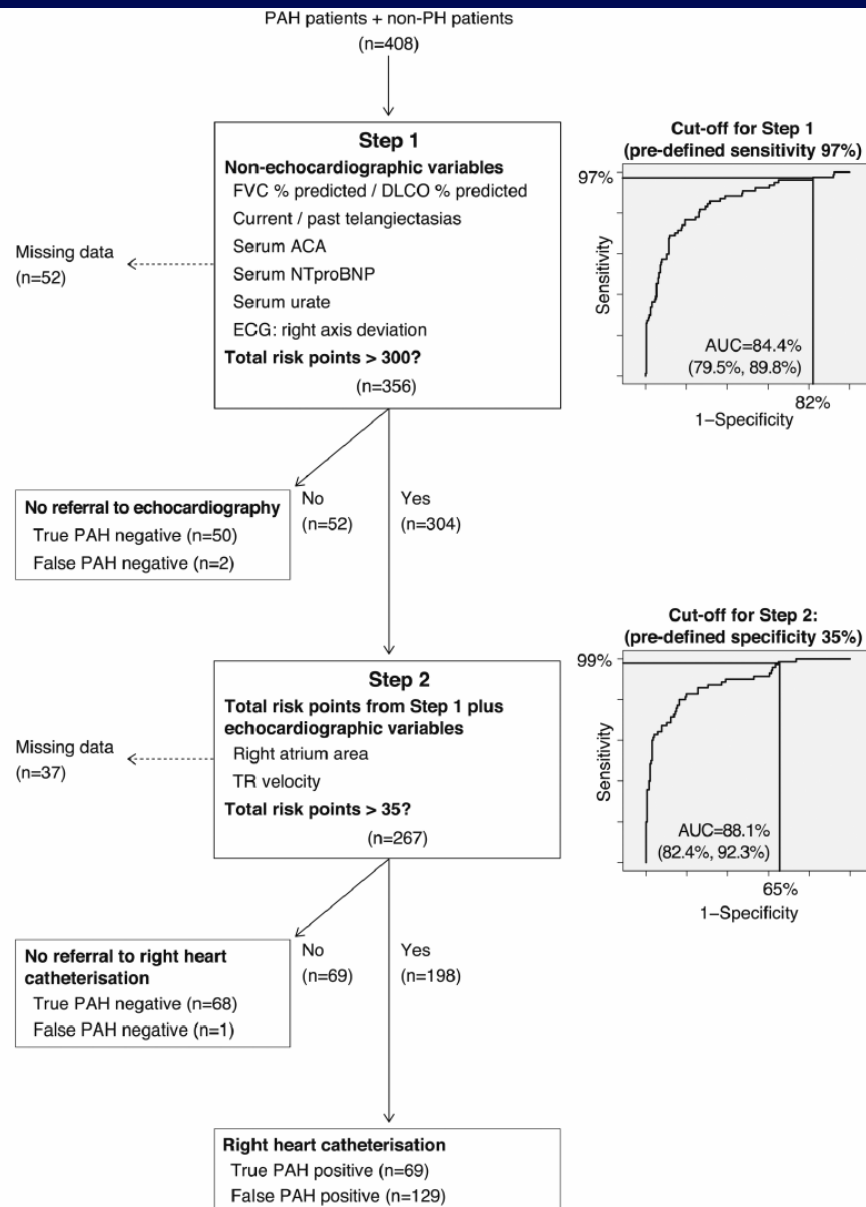 PAH patients + non-PH patients
(n=408)
Step 1
Non-echocardiographic variables
FVC % predicted / DLCO % predicted
Current / past telangiectasias
Serum ACA
Serum NTproBNP
Serum urate
ECG: right axis deviation
Total risk points > 300?
(n=356)
Missing data
(n=52)
Cut-off for Step 1
(pre-defined sensitivity 97%)
97%
Sensitivity
AUC=84.4%
(79.5%, 89.8%)
82%
1−Specificity
No
(n=52)
Yes
(n=304)
No referral to echocardiography
True PAH negative (n=50)
False PAH negative (n=2)
Step 2
Total risk points from Step 1 plus
echocardiographic variables
Right atrium area
TR velocity
Total risk points > 35?
(n=267)
Missing data
(n=37)
Cut-off for Step 2:
(pre-defined specificity 35%)
99%
Sensitivity
AUC=88.1%
(82.4%, 92.3%)
65%
1−Specificity
No
(n=69)
Yes
(n=198)
No referral to right heart
catheterisation
True PAH negative (n=68)
False PAH negative (n=1)
Right heart catheterisation
True PAH positive (n=69)
False PAH positive (n=129)